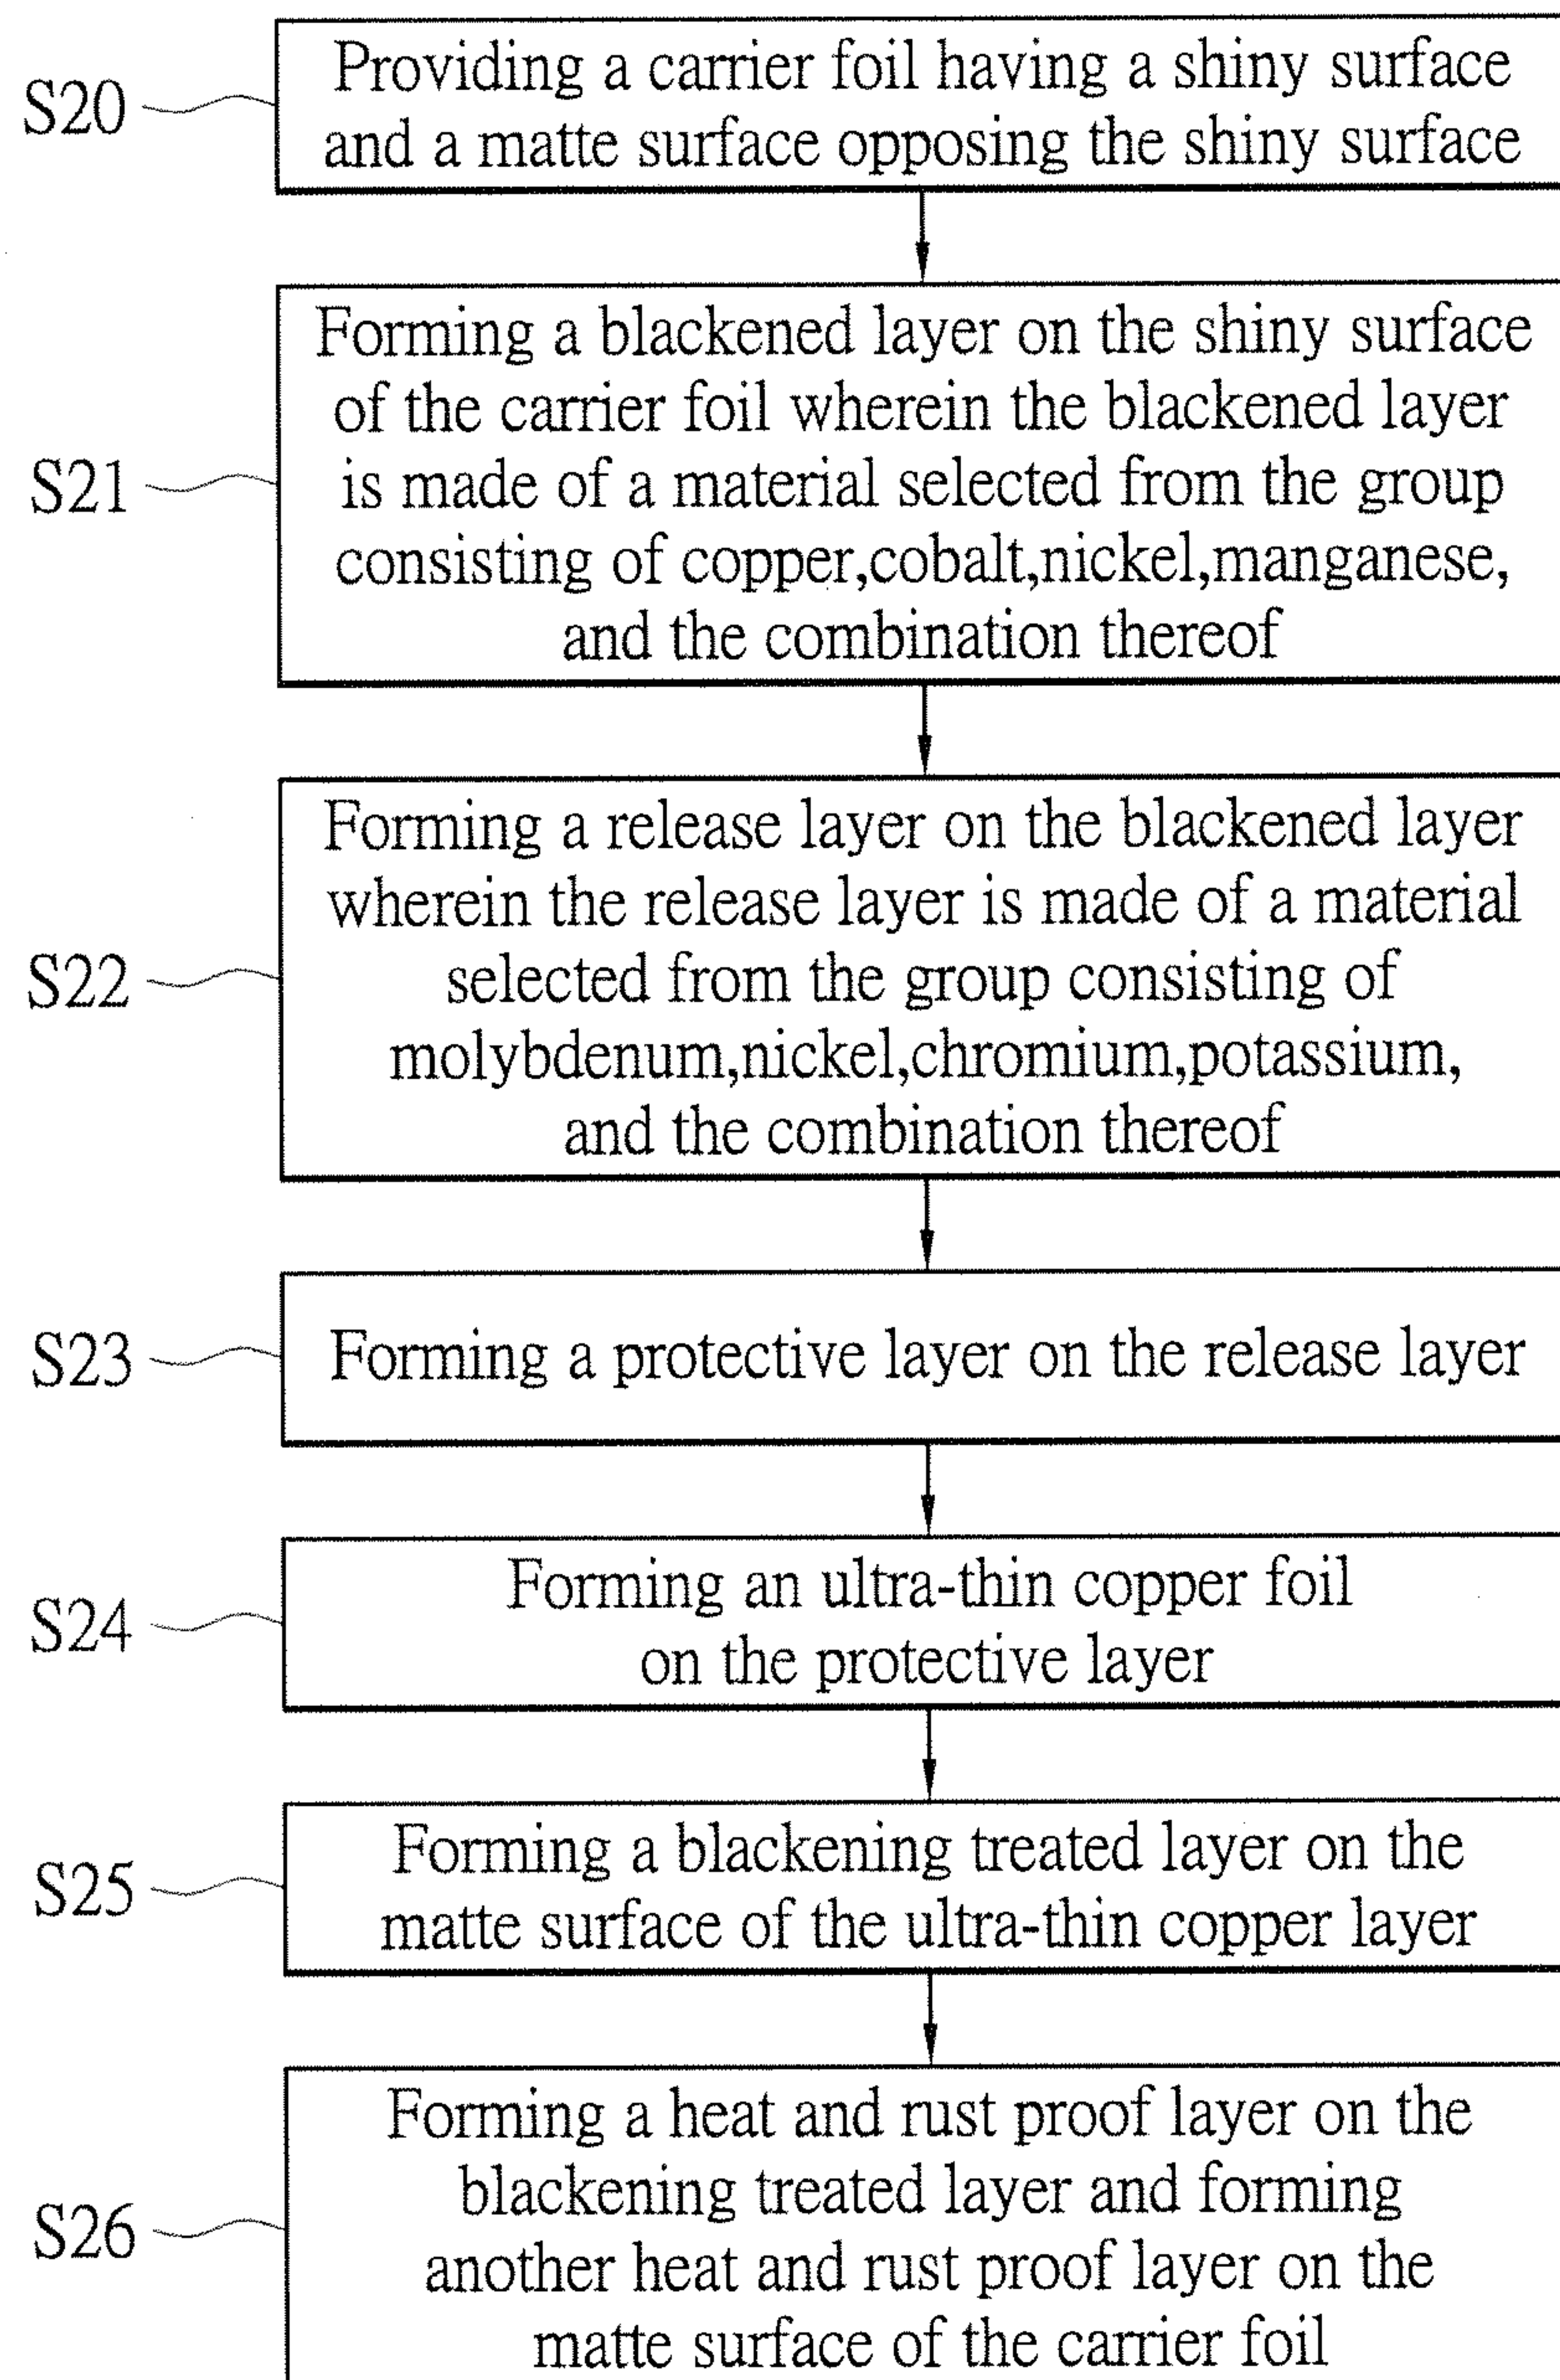 S20
Providing a carrier foil having a shiny surface
and a matte surface opposing the shiny surface
S21
Forming a blackened layer on the shiny surface
of the carrier foil wherein the blackened layer
is made of a material selected from the group
consisting of copper,cobalt,nickel,manganese,
and the combination thereof
S22
Forming a release layer on the blackened layer
wherein the release layer is made of a material
selected from the group consisting of
molybdenum,nickel,chromium,potassium,
and the combination thereof
S23
Forming a protective layer on the release layer
S24
Forming an ultra-thin copper foil
on the protective layer
S25
Forming a blackening treated layer on the
matte surface of the ultra-thin copper layer
S26
Forming a heat and rust proof layer on the
blackening treated layer and forming
another heat and rust proof layer on the
matte surface of the carrier foil